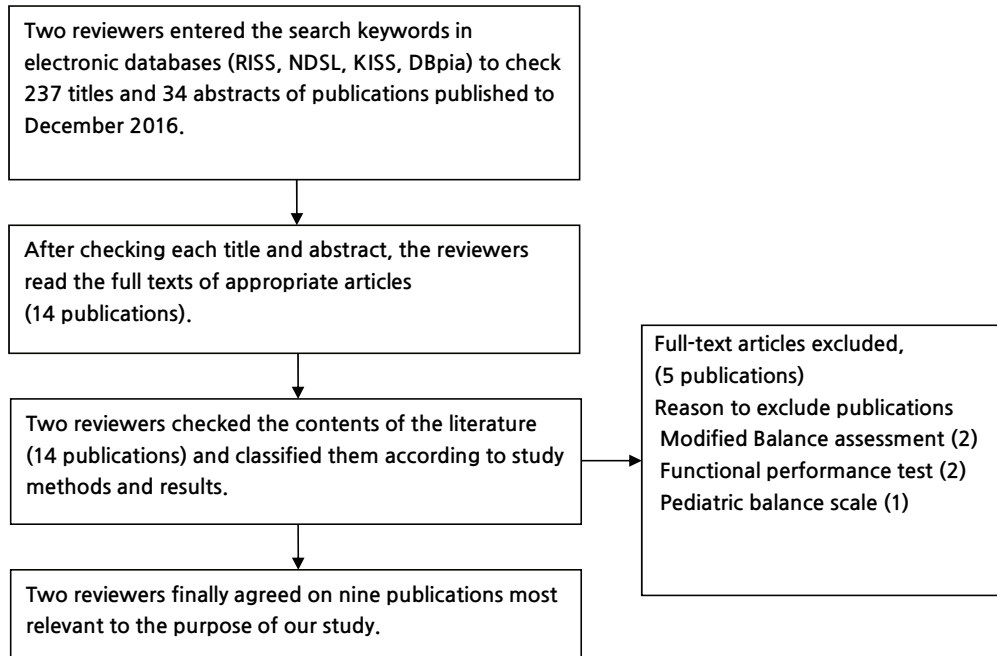 Two reviewers entered the search keywords in
electronic databases (RISS, NDSL, KISS, DBpia) to check
237 titles and 34 abstracts of publications published to
December 2016.
After checking each title and abstract, the reviewers
read the full texts of appropriate articles
(14 publications).
Two reviewers checked the contents of the literature
(14 publications) and classified them according to study
methods and results.
Full-text articles excluded,
(5 publications)
Reason to exclude publications
Modified Balance assessment (2)
Functional performance test (2)
Pediatric balance scale (1)
Two reviewers finally agreed on nine publications most
relevant to the purpose of our study.